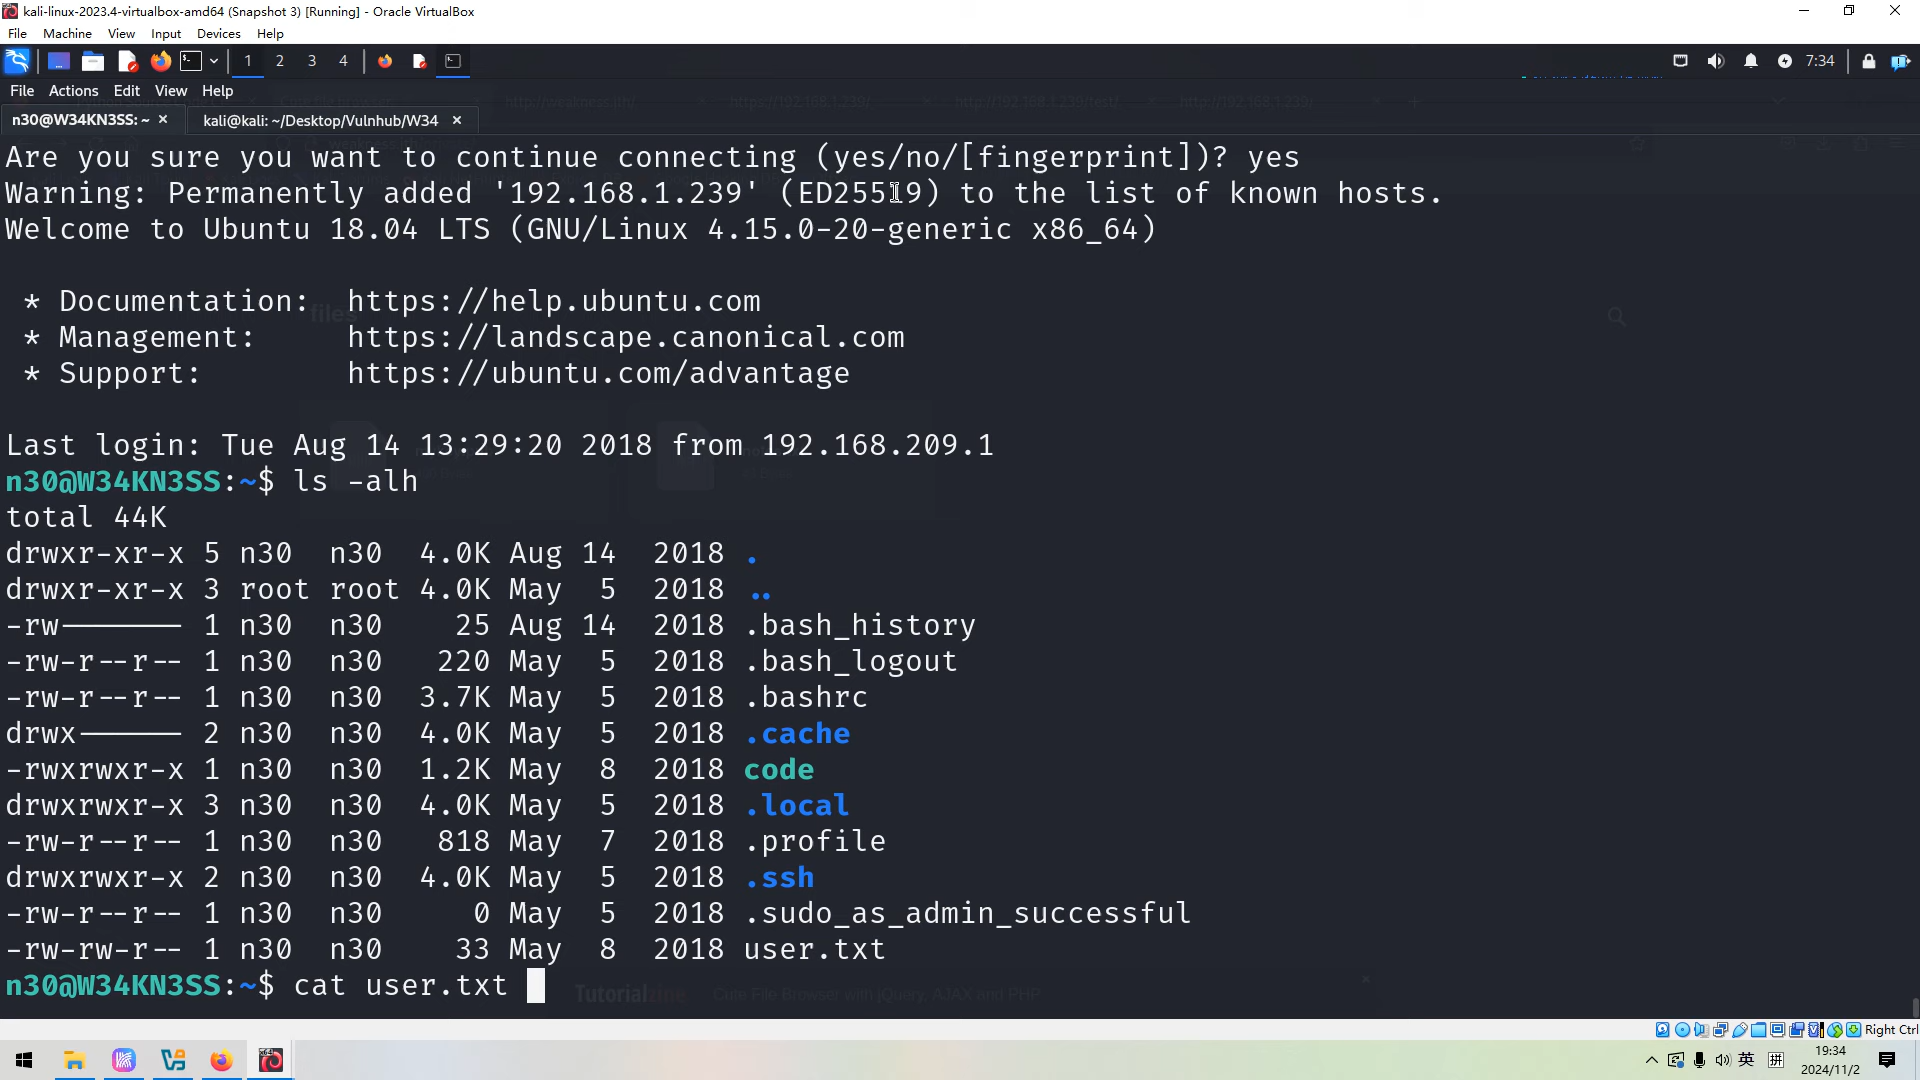 kali-linux-2023.4-virtualbox-amd64 (Snapshot 3) [Running] - Oracle VirtualBox
File Machine View Input Devices Help
1 2 3 4 7:34
File Actions Edit View Help
n30@W34KN3SS: ~ × kali@kali: ~/Desktop/Vulnhub/W34 ×
Are you sure you want to continue connecting (yes/no/[fingerprint])? yes
Warning: Permanently added '192.168.1.239' (ED25519) to the list of known hosts.
Welcome to Ubuntu 18.04 LTS (GNU/Linux 4.15.0-20-generic x86_64)
* Documentation: https://help.ubuntu.com
* Management: https://landscape.canonical.com
* Support: https://ubuntu.com/advantage
files
Last login: Tue Aug 14 13:29:20 2018 from 192.168.209.1
n30@W34KN3SS:~$ ls -alh
total 44K
drwxr-xr-x 5 n30 n30 4.0K Aug 14 2018 .
drwxr-xr-x 3 root root 4.0K May 5 2018 ..
-rw------- 1 n30 n30 25 Aug 14 2018 .bash_history
-rw-r--r-- 1 n30 n30 220 May 5 2018 .bash_logout
-rw-r--r-- 1 n30 n30 3.7K May 5 2018 .bashrc
drwx------ 2 n30 n30 4.0K May 5 2018 .cache
-rwxrwxr-x 1 n30 n30 1.2K May 8 2018 code
drwxrwxr-x 3 n30 n30 4.0K May 5 2018 .local
-rw-r--r-- 1 n30 n30 818 May 7 2018 .profile
drwxrwxr-x 2 n30 n30 4.0K May 5 2018 .ssh
-rw-r--r-- 1 n30 n30 0 May 5 2018 .sudo_as_admin_successful
-rw-rw-r-- 1 n30 n30 33 May 8 2018 user.txt
n30@W34KN3SS:~$ cat user.txt
Tutorialzine Cute File Browser with jQuery, AJAX and PHP
Right Ctrl
英 拼 19:34
2024/11/2